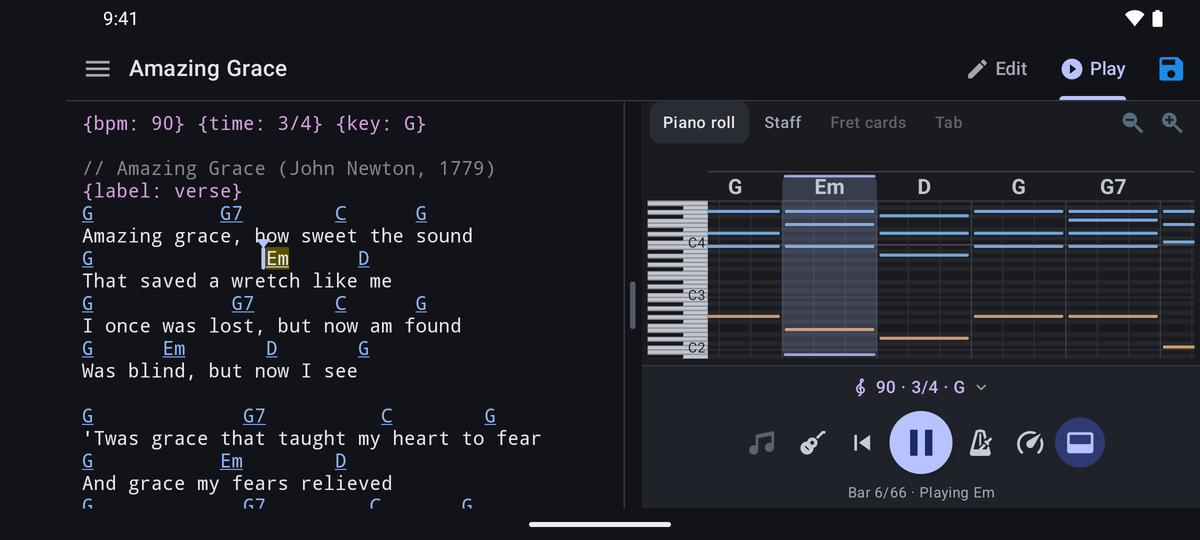 9:41
Amazing Grace
Edit
Play
{bpm: 90} {time: 3/4} {key: G}
// Amazing Grace (John Newton, 1779)
{label: verse}
G G7 C G
Amazing grace, how sweet the sound
G Em D
That saved a wretch like me
G G7 C G
I once was lost, but now am found
G Em D G
Was blind, but now I see
G G7 C G
'Twas grace that taught my heart to fear
G Em D
And grace my fears relieved
G G7 C G
Piano roll Staff Fret cards Tab
G Em D G G7
C4
C3
C2
90 · 3/4 · G
Bar 6/66 · Playing Em